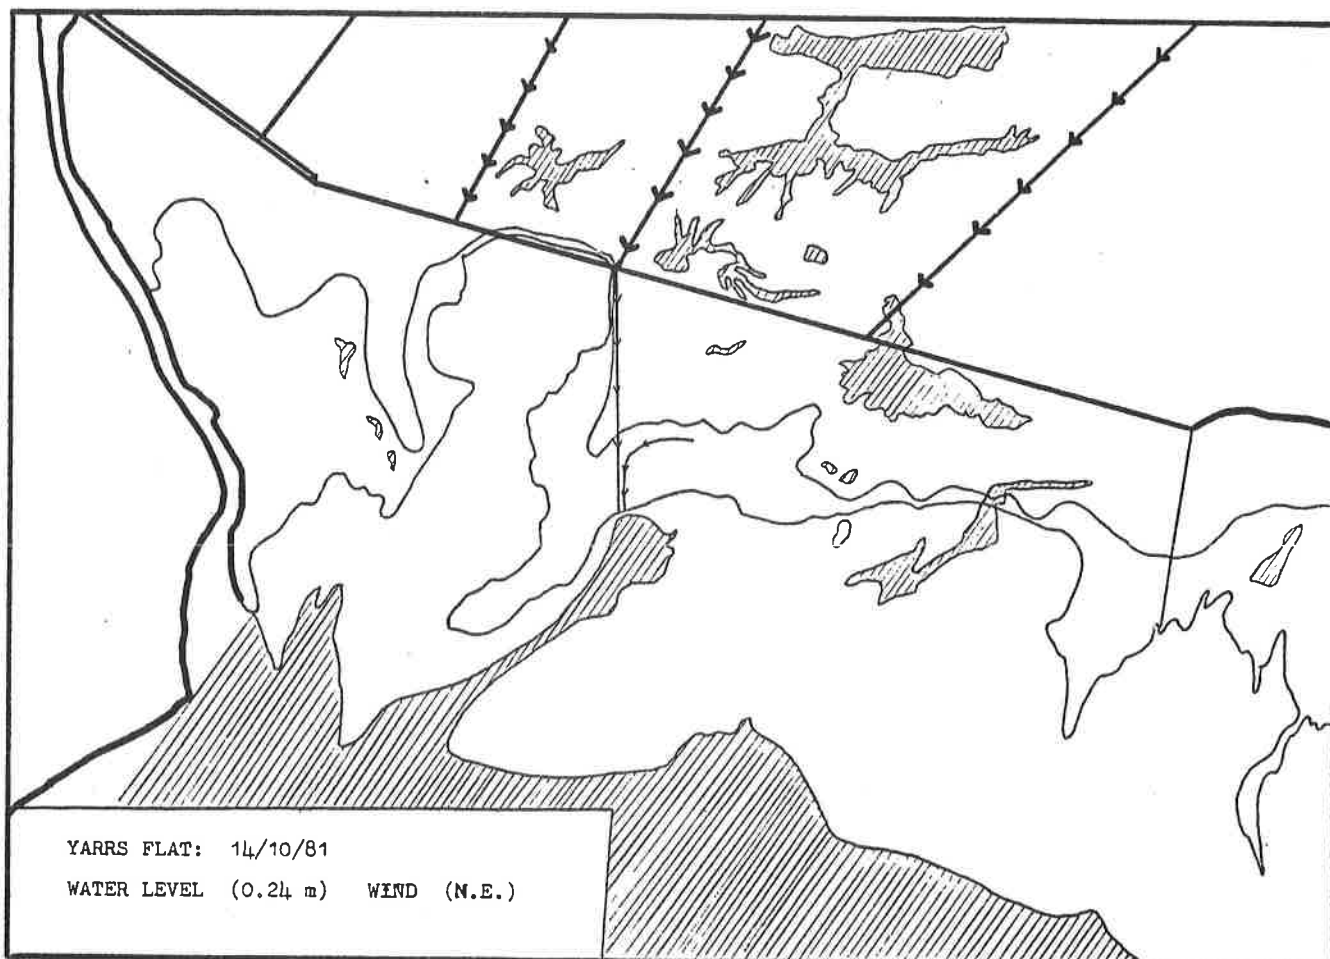 YARRS FLAT: 14/10/81
WATER LEVEL (0.24 m) WIND (N.E.)